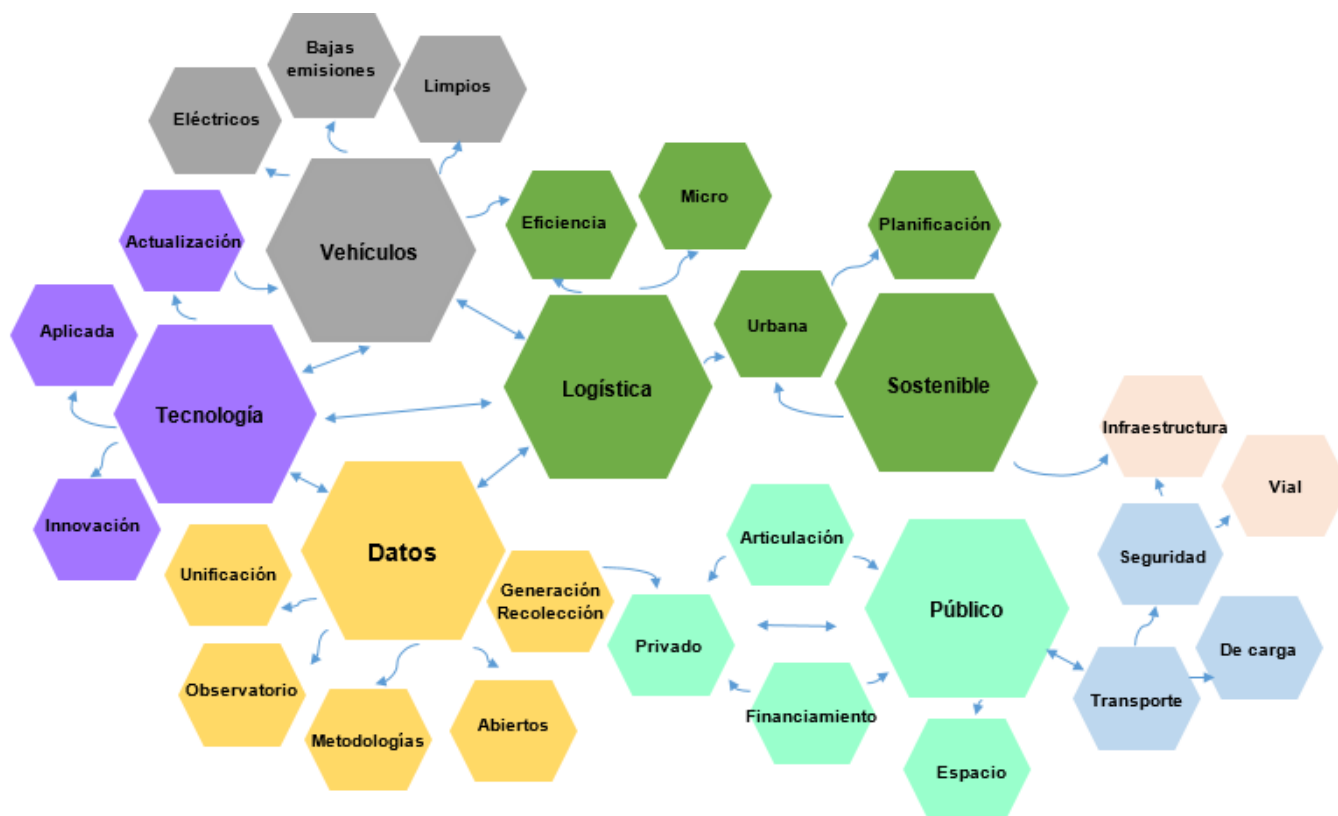 Bajas
emisiones
Limpios
Eléctricos
Micro
Eficiencia
Planificación
Actualización
Vehículos
Aplicada
Urbana
Logística
Sostenible
Tecnología
Infraestructura
Vial
Innovación
Datos
Articulación
Seguridad
Unificación
Generación
Recolección
Público
Privado
De carga
Observatorio
Transporte
Metodologías
Abiertos
Financiamiento
Espacio